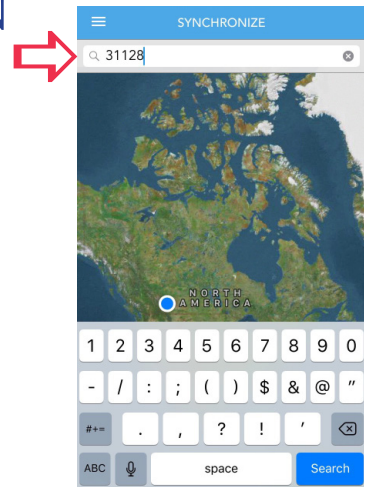 SYNCHRONIZE
31128
NORTH
AMERICA
1 2 3 4 5 6 7 8 9 0
- / : ; ( ) $ & @ "
#+= . , ? ! ' 
ABC space Search